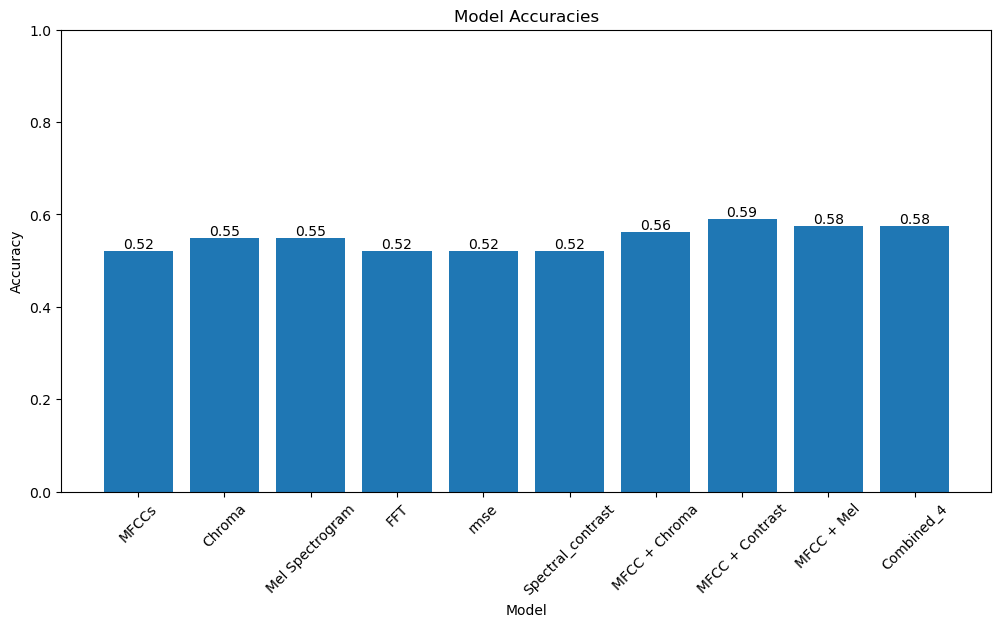 Model Accuracies
1.0
0.8
0.6
0.4
0.2
0.0
Accuracy
0.52
0.55
0.55
0.52
0.52
0.52
0.56
0.59
0.58
0.58
MFCCs
Chroma
Mel Spectrogram
FFT
rmse
Spectral_contrast
MFCC + Chroma
MFCC + Contrast
MFCC + Mel
Combined_4
Model